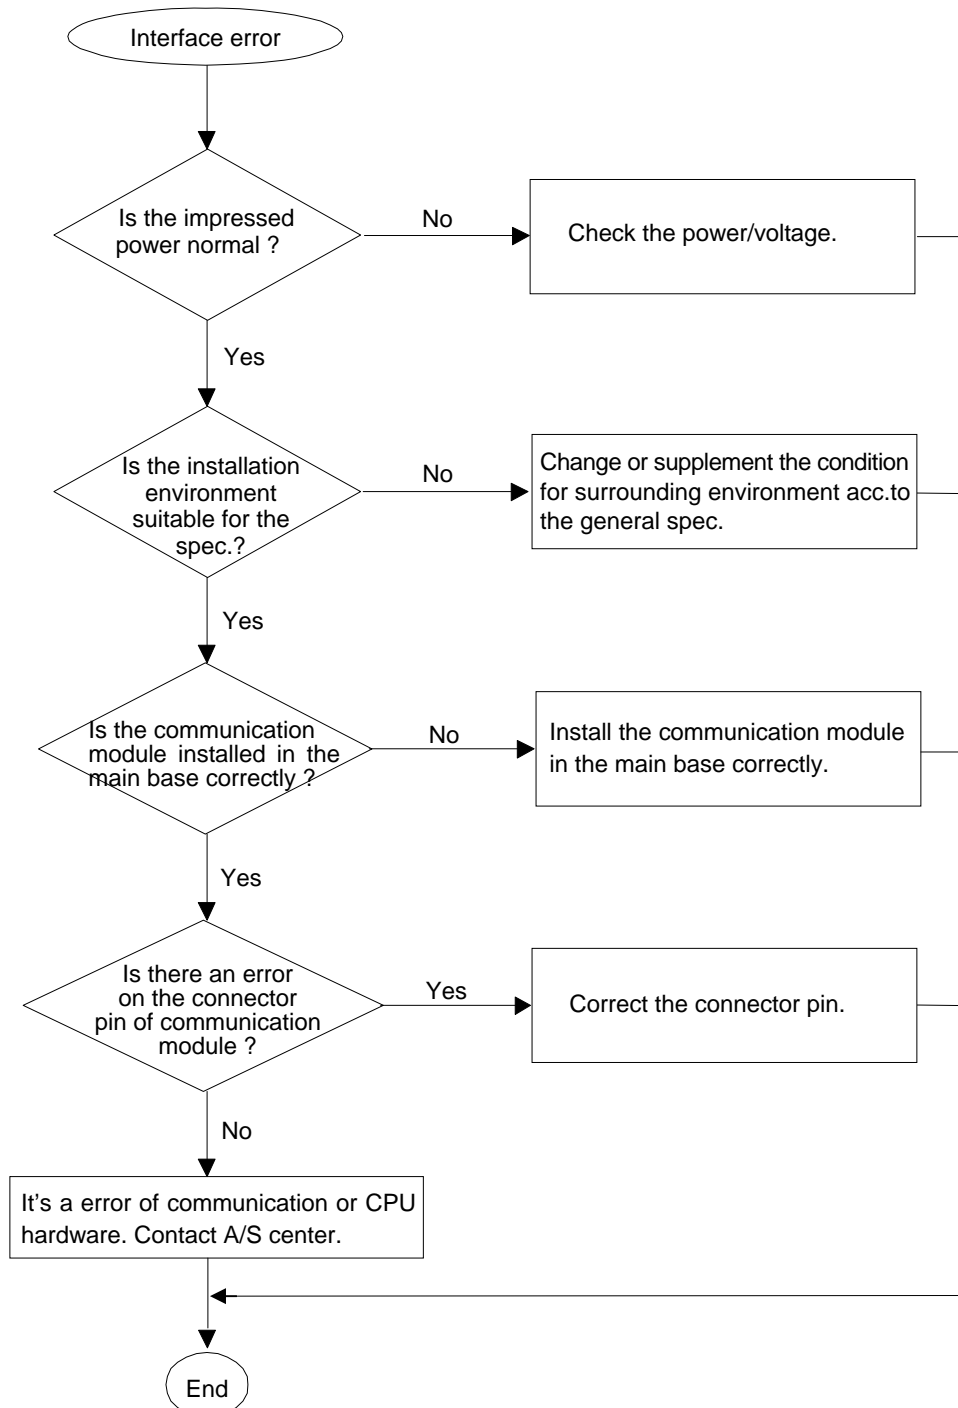 Interface error
Is the impressed
power normal ?
No
Check the power/voltage.
Yes
Is the installation
environment
suitable for the
spec.?
No
Change or supplement the condition
for surrounding environment acc.to
the general spec.
Yes
Is the communication
module installed in the
main base correctly ?
No
Install the communication module
in the main base correctly.
Yes
Is there an error
on the connector
pin of communication
module ?
Yes
Correct the connector pin.
No
It's a error of communication or CPU
hardware. Contact A/S center.
End